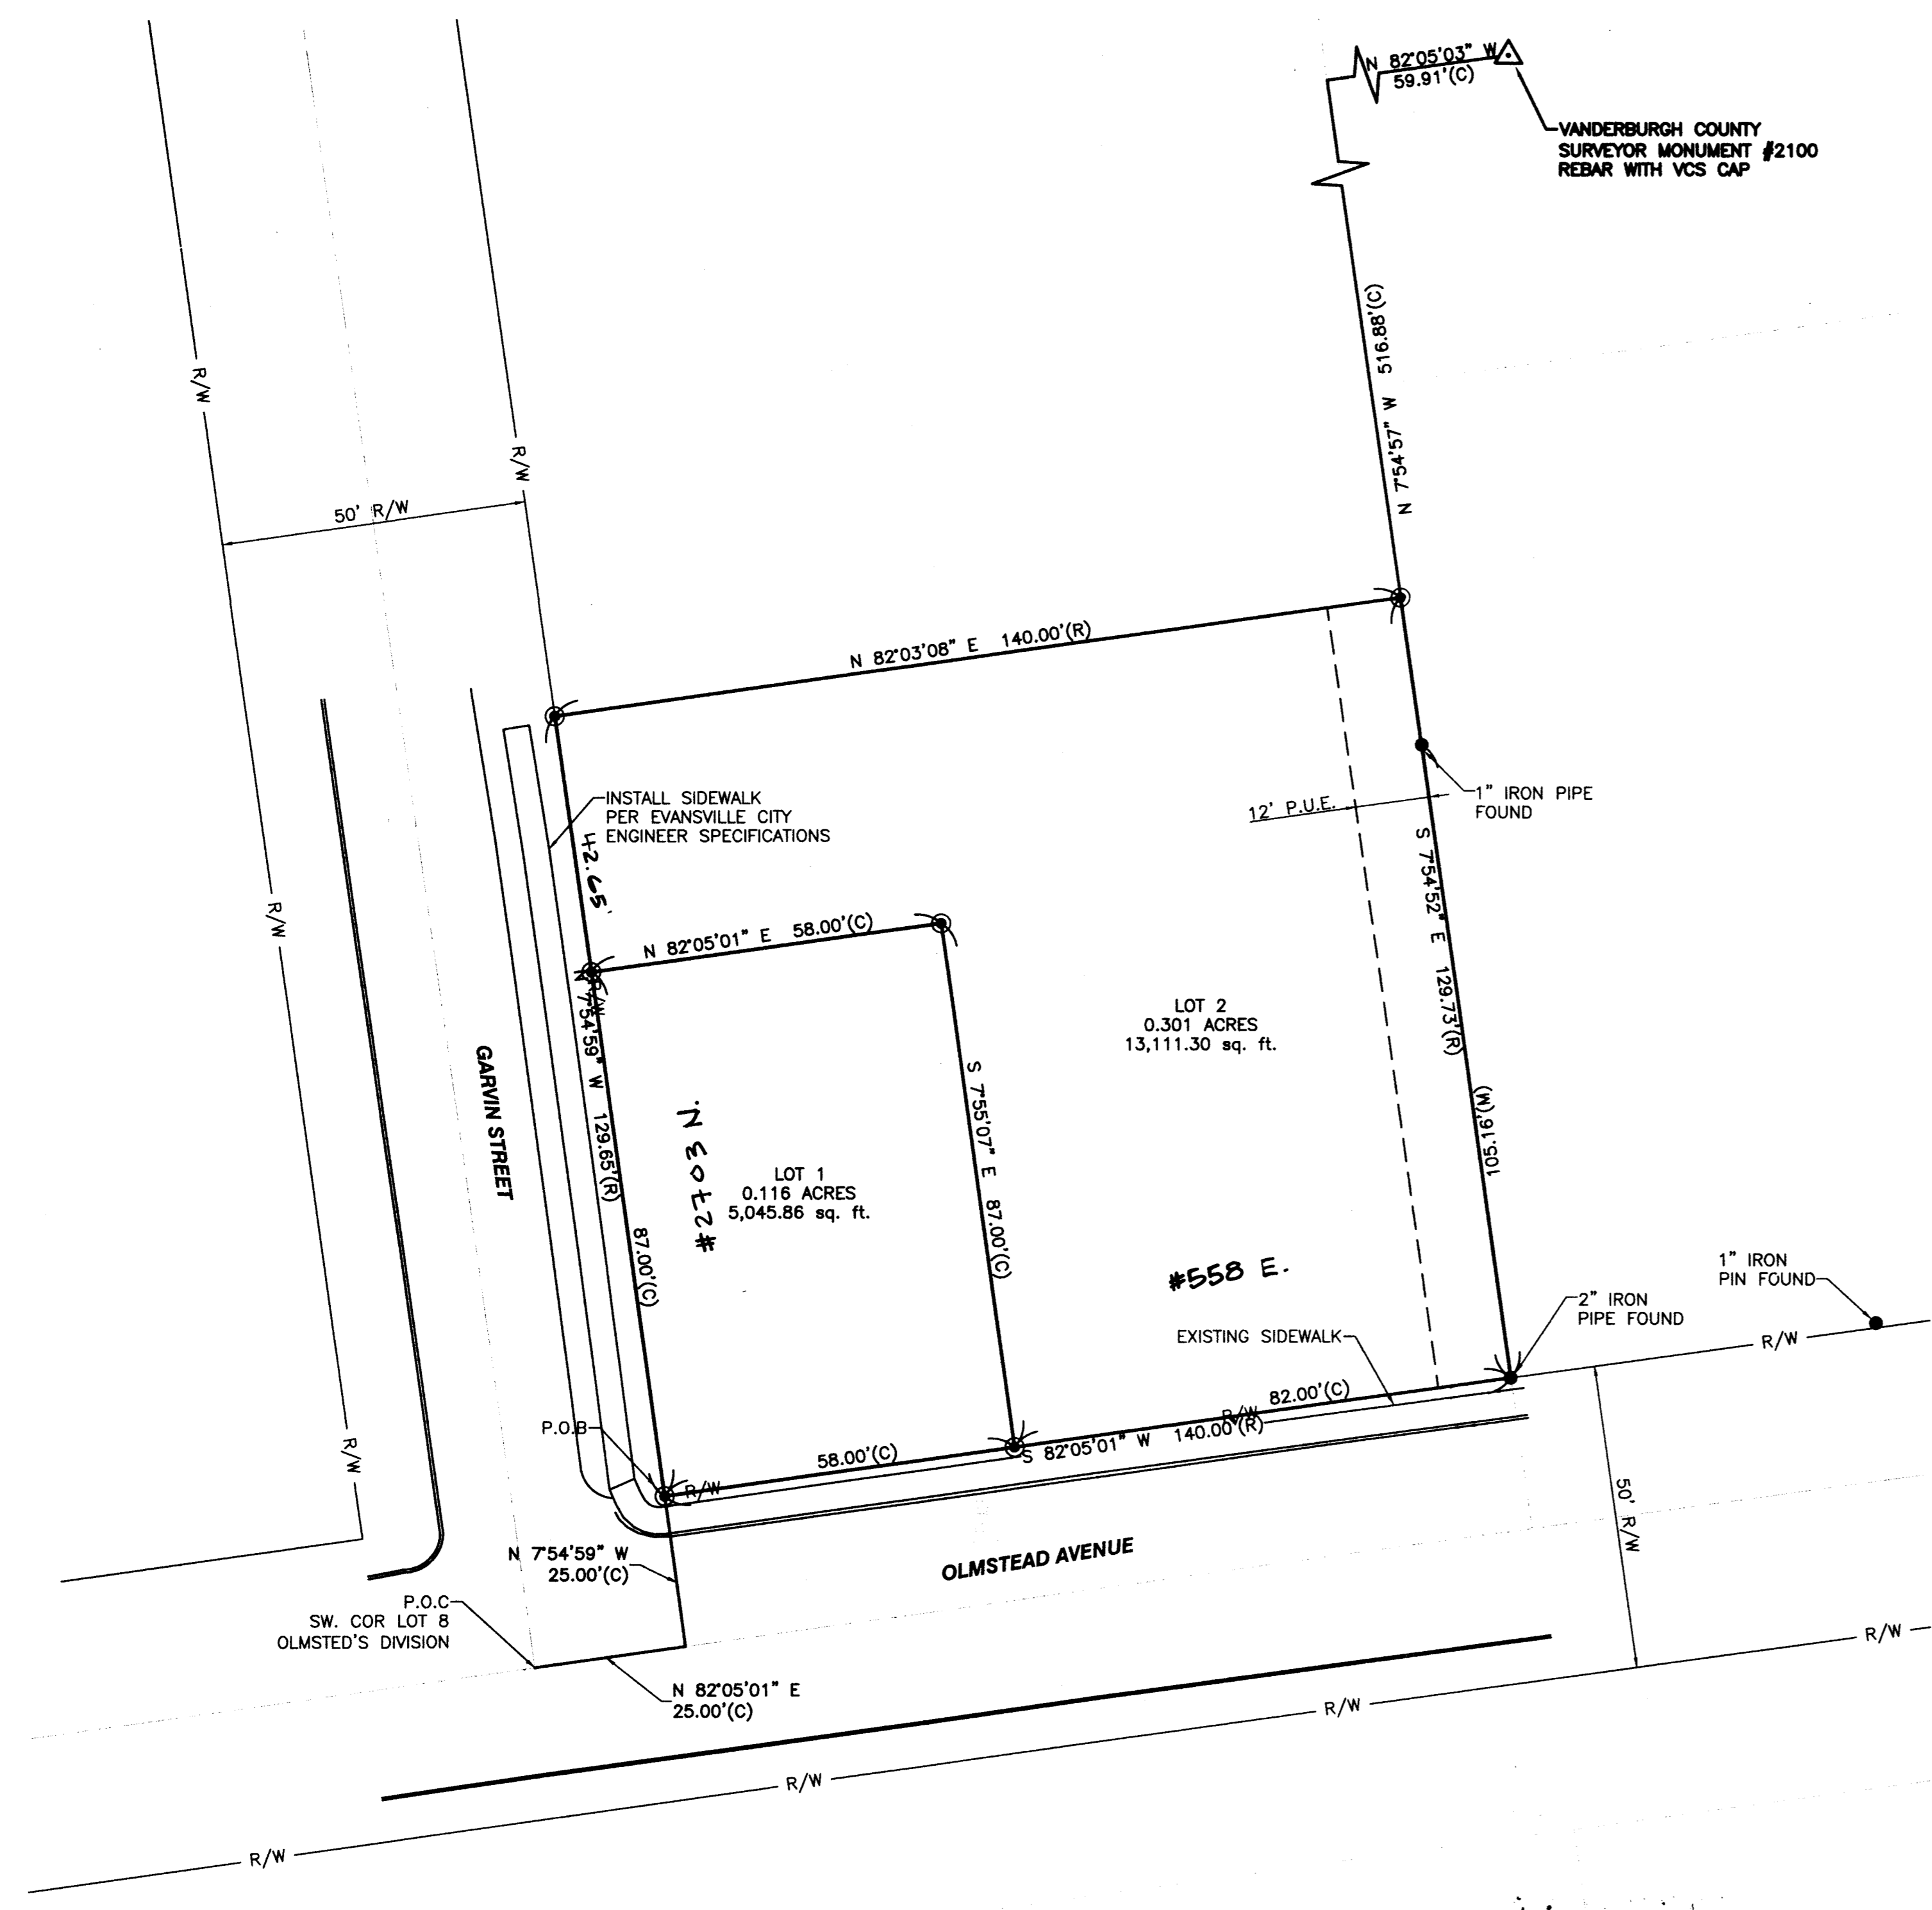 N 82°05'03" W
59.91'(C)
VANDERBURGH COUNTY
SURVEYOR MONUMENT #2100
REBAR WITH VCS CAP
N 7°54'57" W 516.88'(C)
R/W
R/W
50' R/W
N 82°03'08" E 140.00'(R)
INSTALL SIDEWALK
PER EVANSVILLE CITY
ENGINEER SPECIFICATIONS
42.65'
12' P.U.E.
1" IRON PIPE
FOUND
S 7°54'52" E 129.73'(R)
105.16'(W)
R/W
N 82°05'01" E 58.00'(C)
R/W
N 7°54'59" W 129.65'(R)
87.00'(C)
GARVIN STREET
LOT 2
0.301 ACRES
13,111.30 sq. ft.
S 7°55'07" E 87.00'(C)
#2703 N.
LOT 1
0.116 ACRES
5,045.86 sq. ft.
#558 E.
1" IRON
PIN FOUND
2" IRON
PIPE FOUND
EXISTING SIDEWALK
R/W
82.00'(C)
R/W
S 82°05'01" W 140.00'(R)
58.00'(C)
P.O.B
R/W
R/W
50' R/W
N 7°54'59" W
25.00'(C)
OLMSTEAD AVENUE
P.O.C
SW. COR LOT 8
OLMSTED'S DIVISION
N 82°05'01" E
25.00'(C)
R/W
R/W
R/W
R/W